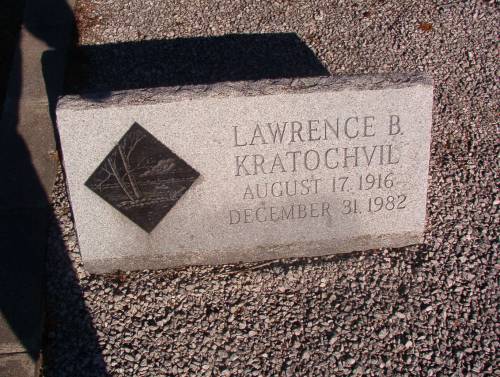 LAWRENCE B.
KRATOCHVIL
AUGUST 17, 1916
DECEMBER 31, 1982